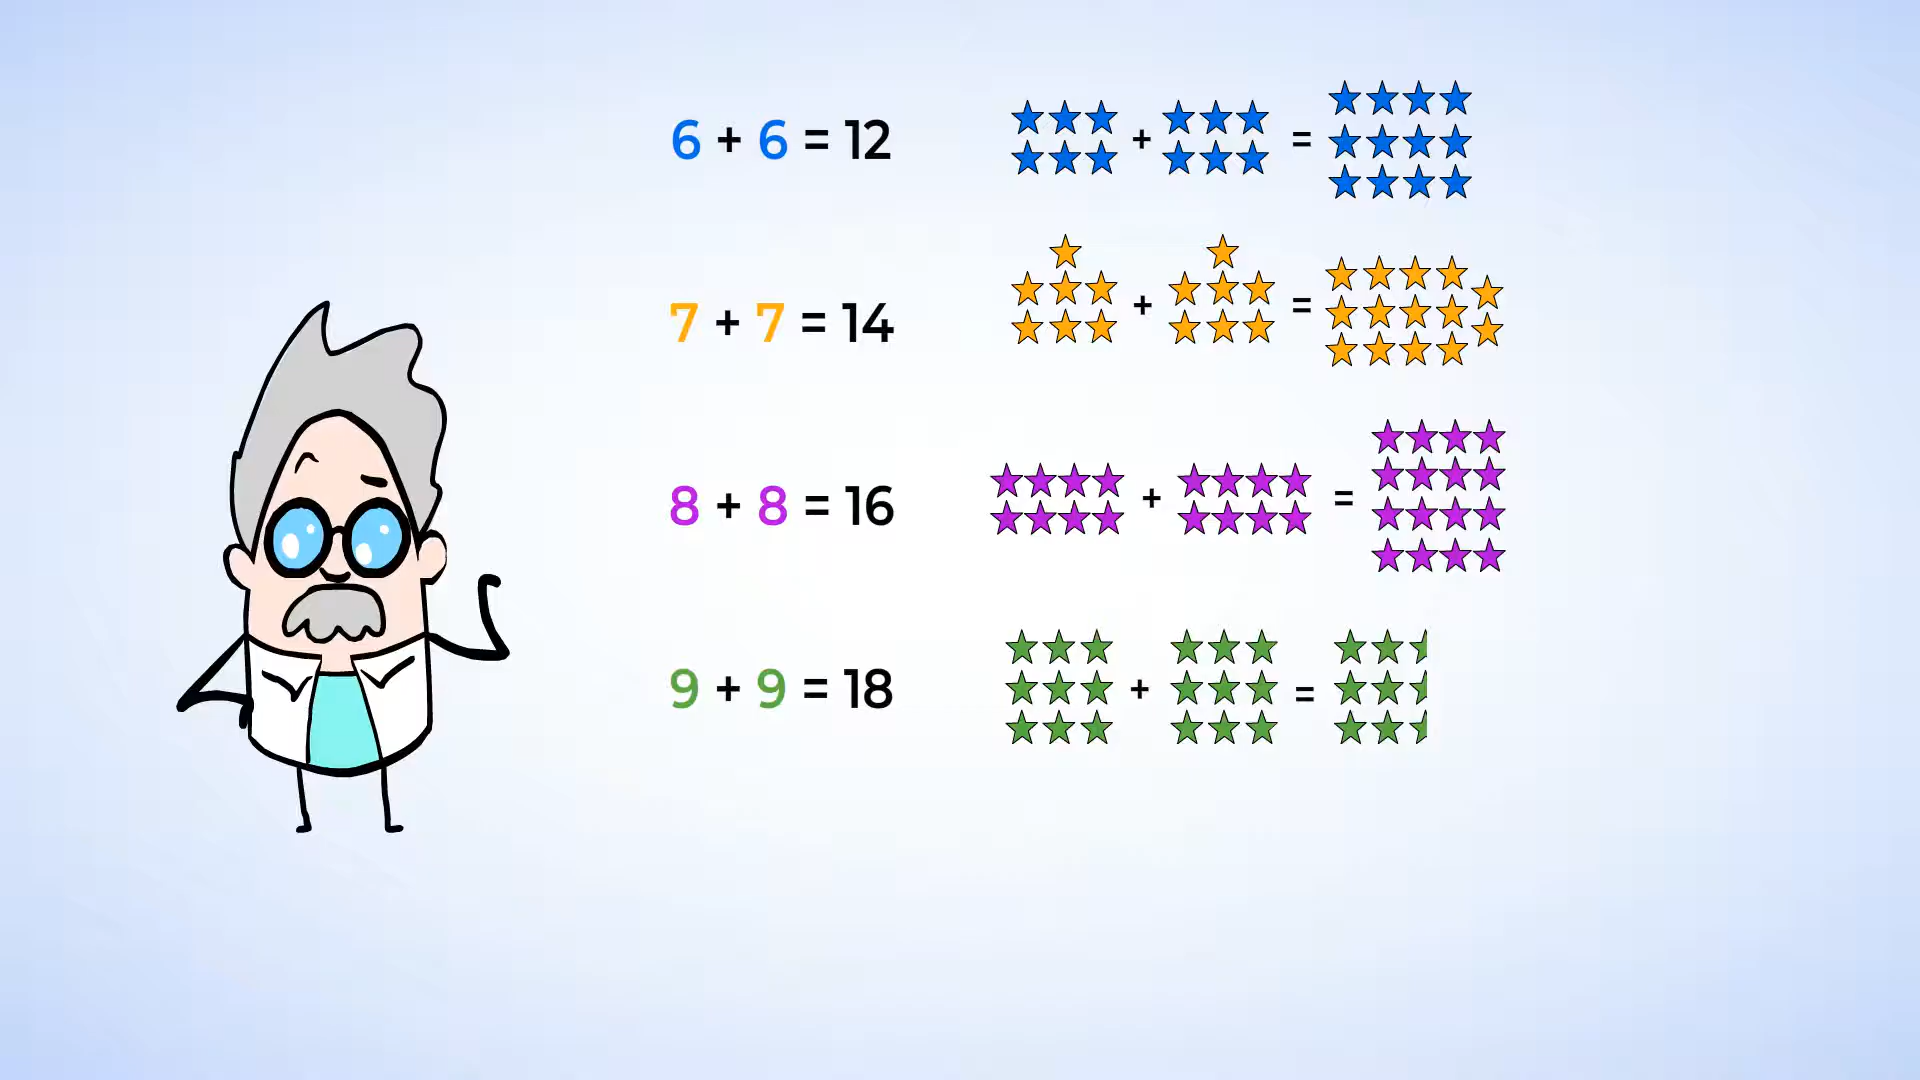 6 + 6 = 12 + =
7 + 7 = 14 + =
8 + 8 = 16 + =
9 + 9 = 18 + =